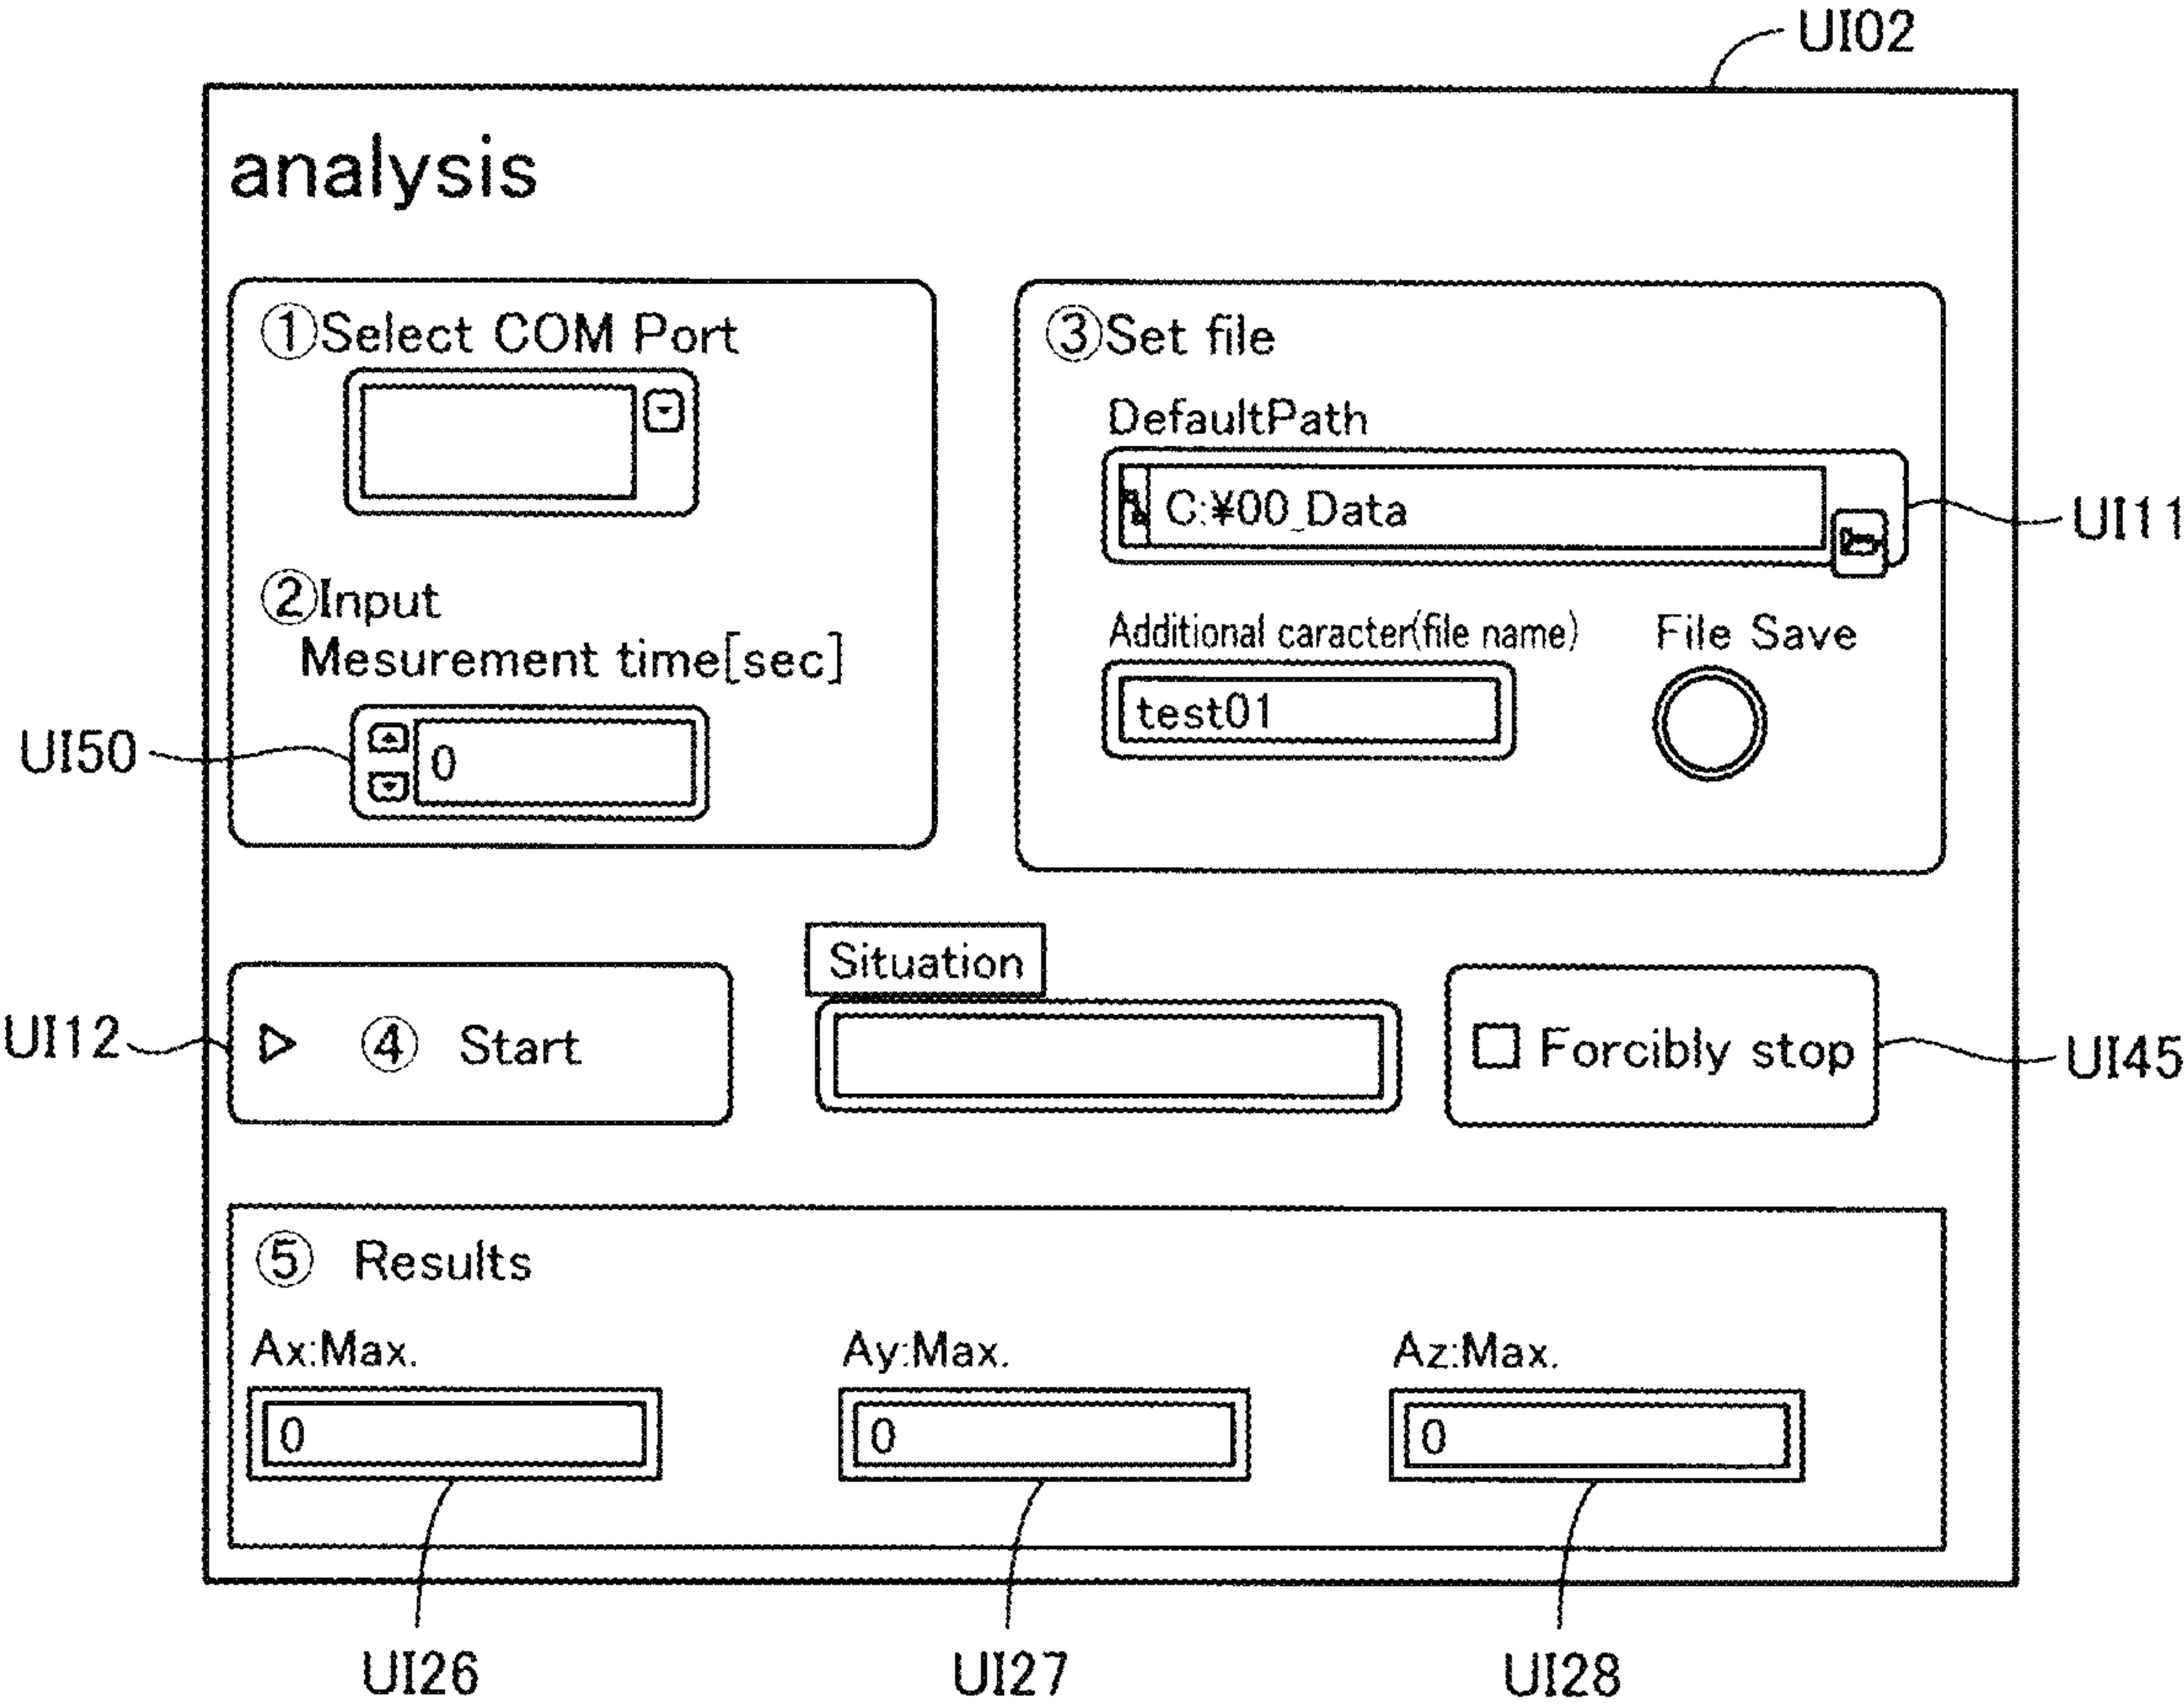 UI02
analysis
①Select COM Port
②Input
Mesurement time[sec]
UI50
0
③Set file
DefaultPath
C:¥00_Data
UI11
Additional caracter(file name)
File Save
test01
UI12
④ Start
Situation
Forcibly stop
UI45
⑤ Results
Ax:Max.
Ay:Max.
Az:Max.
0
0
0
UI26
UI27
UI28